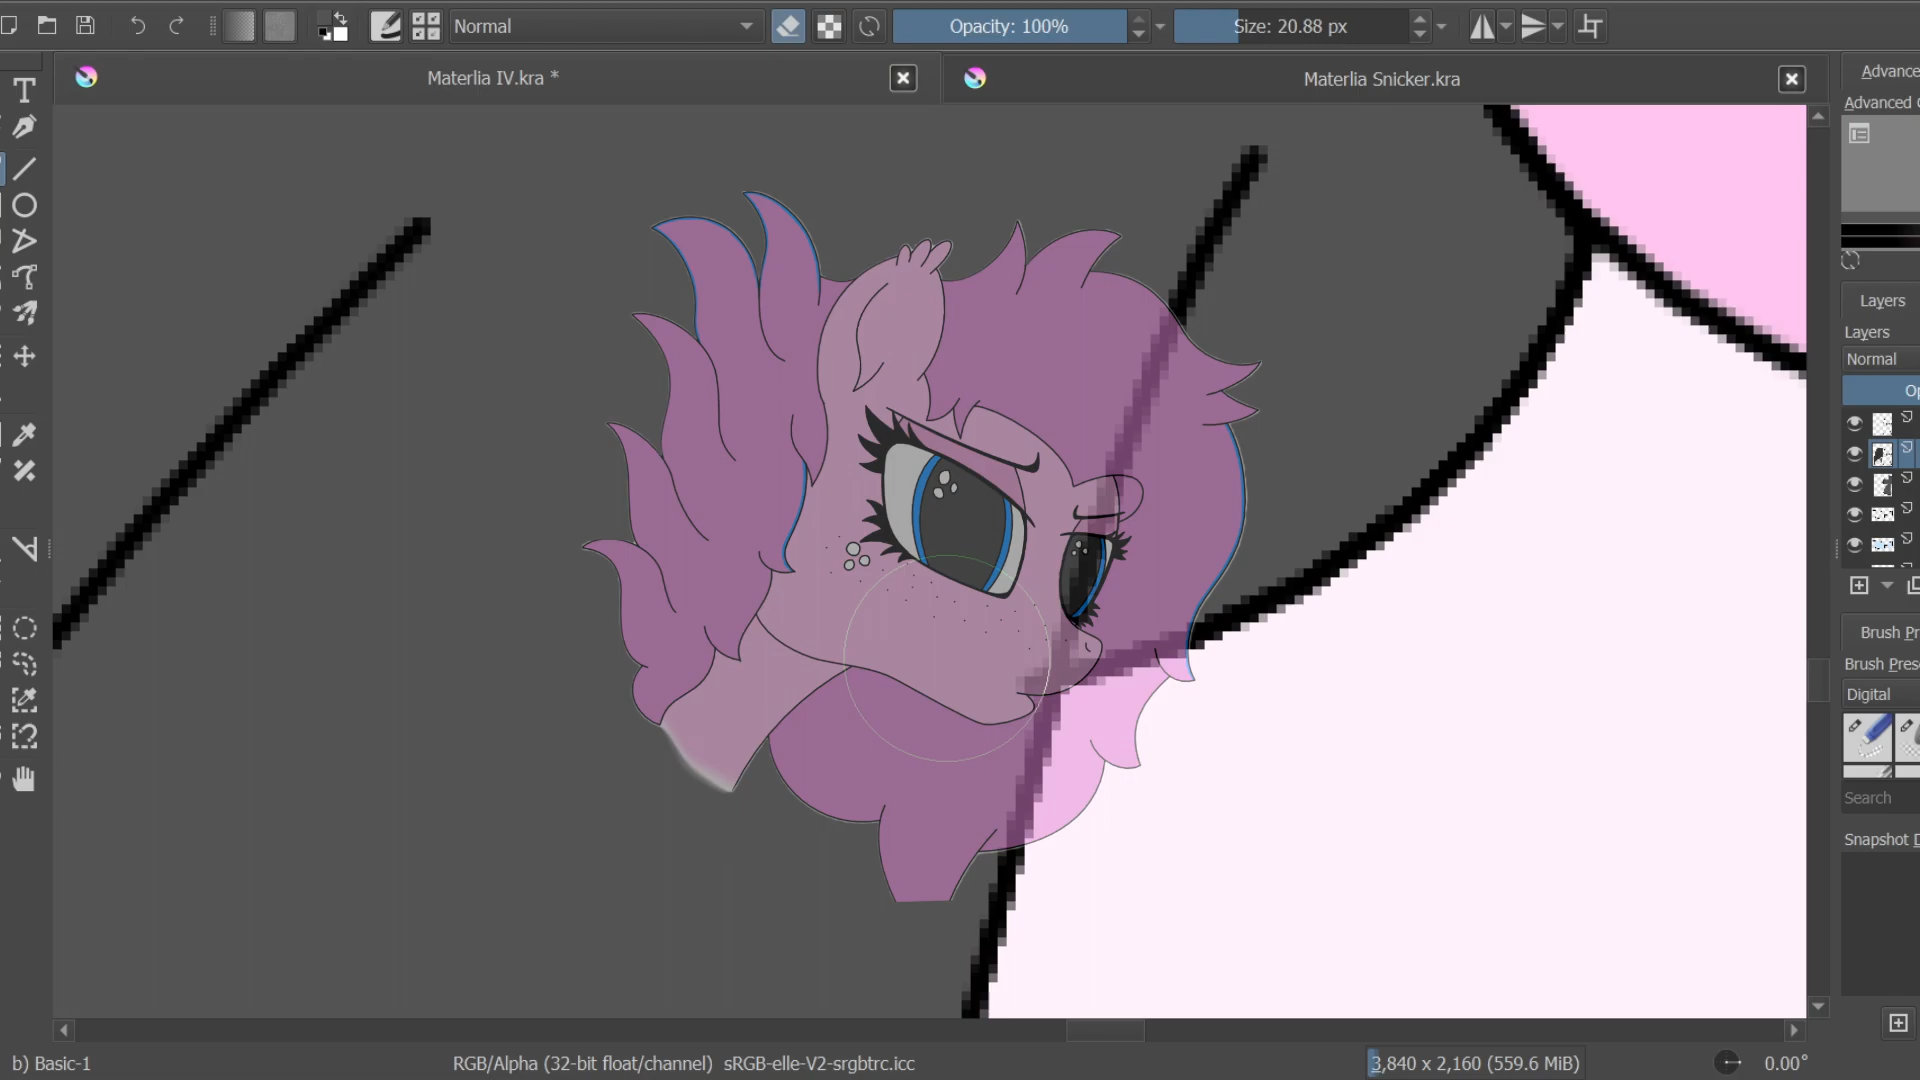 Normal
Opacity: 100%
Size: 20.88 px
Materlia IV.kra *
Materlia Snicker.kra
Advance
Advanced C
Layers
Layers
Normal
Op
Brush Pr
Brush Pres
Digital
Search
Snapshot D
b) Basic-1
RGB/Alpha (32-bit float/channel) sRGB-elle-V2-srgbtrc.icc
3,840 x 2,160 (559.6 MiB)
0.00°